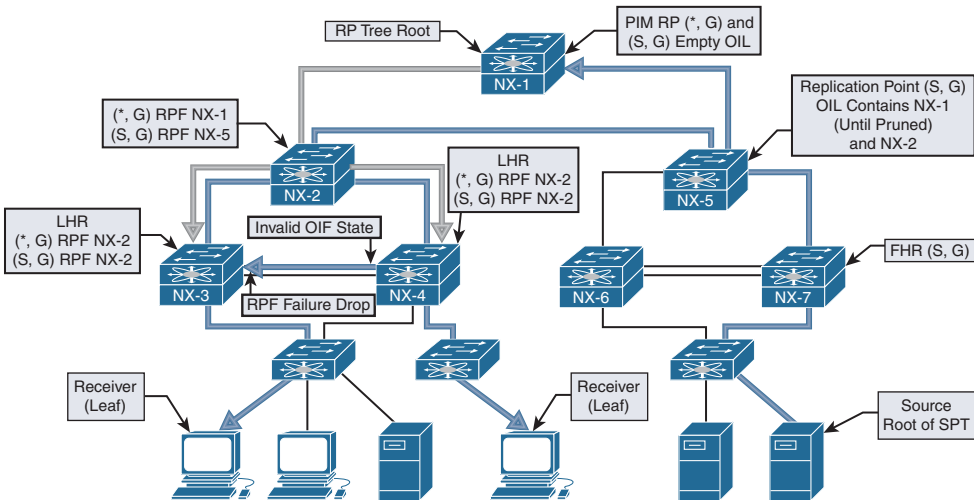 RP Tree Root
PIM RP (*, G) and
(S, G) Empty OIL
NX-1
Replication Point (S, G)
OIL Contains NX-1
(Until Pruned)
and NX-2
(*, G) RPF NX-1
(S, G) RPF NX-5
NX-2
LHR
(*, G) RPF NX-2
(S, G) RPF NX-2
NX-5
LHR
(*, G) RPF NX-2
(S, G) RPF NX-2
Invalid OIF State
FHR (S, G)
NX-3
RPF Failure Drop
NX-4
NX-6
NX-7
Receiver
(Leaf)
Receiver
(Leaf)
Source
Root of SPT